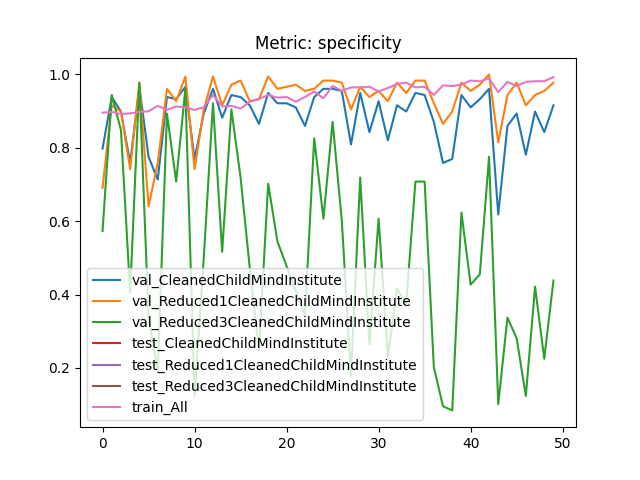 Metric: specificity
1.0
0.8
0.6
0.4
0.2
val_CleanedChildMindInstitute
val_Reduced1CleanedChildMindInstitute
val_Reduced3CleanedChildMindInstitute
test_CleanedChildMindInstitute
test_Reduced1CleanedChildMindInstitute
test_Reduced3CleanedChildMindInstitute
train_All
0 10 20 30 40 50